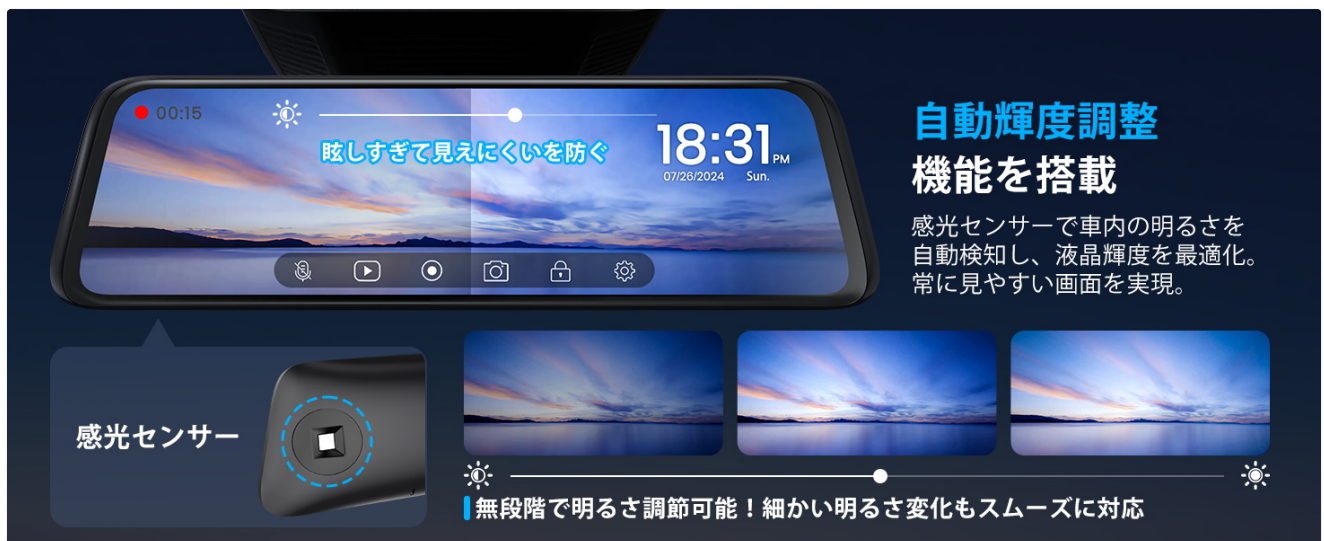 00:15
眩しすぎて見えにくいを防ぐ
18:31 PM
07/26/2024 Sun.
自動輝度調整
機能を搭載
感光センサーで車内の明るさを
自動検知し、液晶輝度を最適化。
常に見やすい画面を実現。
感光センサー
無段階で明るさ調節可能！細かい明るさ変化もスムーズに対応